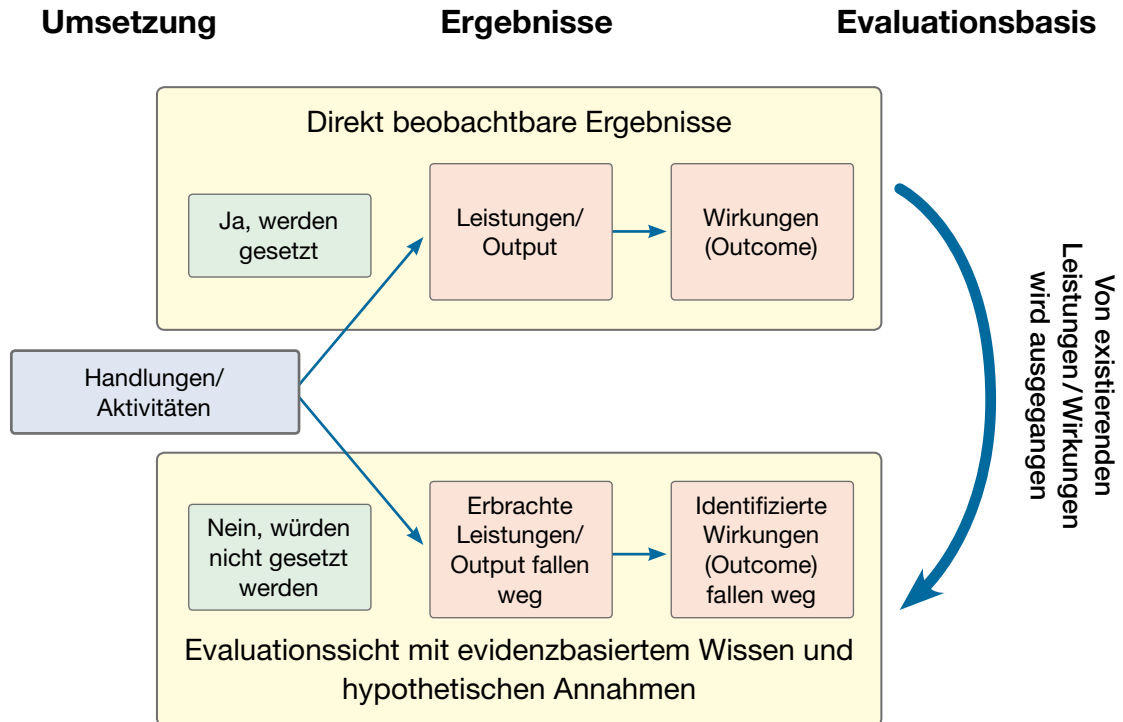 Umsetzung
Ergebnisse
Evaluationsbasis
Direkt beobachtbare Ergebnisse
Ja, werden
gesetzt
Leistungen/
Output
Wirkungen
(Outcome)
Handlungen/
Aktivitäten
Nein, würden
nicht gesetzt
werden
Erbrachte
Leistungen/
Output fallen
weg
Identifizierte
Wirkungen
(Outcome)
fallen weg
Evaluationssicht mit evidenzbasiertem Wissen und
hypothetischen Annahmen
Von existierenden
Leistungen/Wirkungen
wird ausgegangen